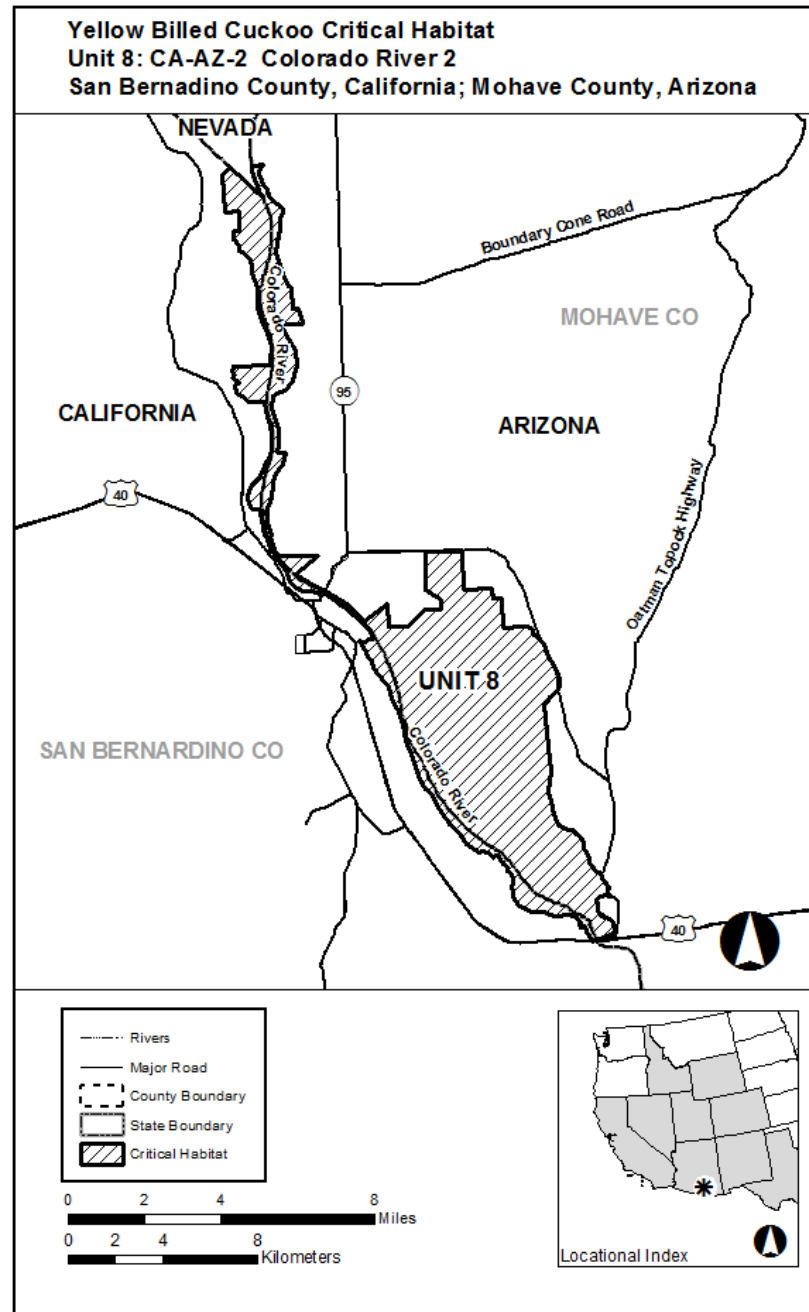 Yellow Billed Cuckoo Critical Habitat
Unit 8: CA-AZ-2 Colorado River 2
San Bernadino County, California; Mohave County, Arizona
NEVADA
Boundary Cone Road
Colorado River
MOHAVE CO
95
CALIFORNIA
ARIZONA
40
Oatman Topock Highway
UNIT 8
SAN BERNARDINO CO
Colorado River
40
Rivers
Major Road
County Boundary
State Boundary
Critical Habitat
0 2 4 8
Miles
0 2 4 8
Kilometers
Locational Index